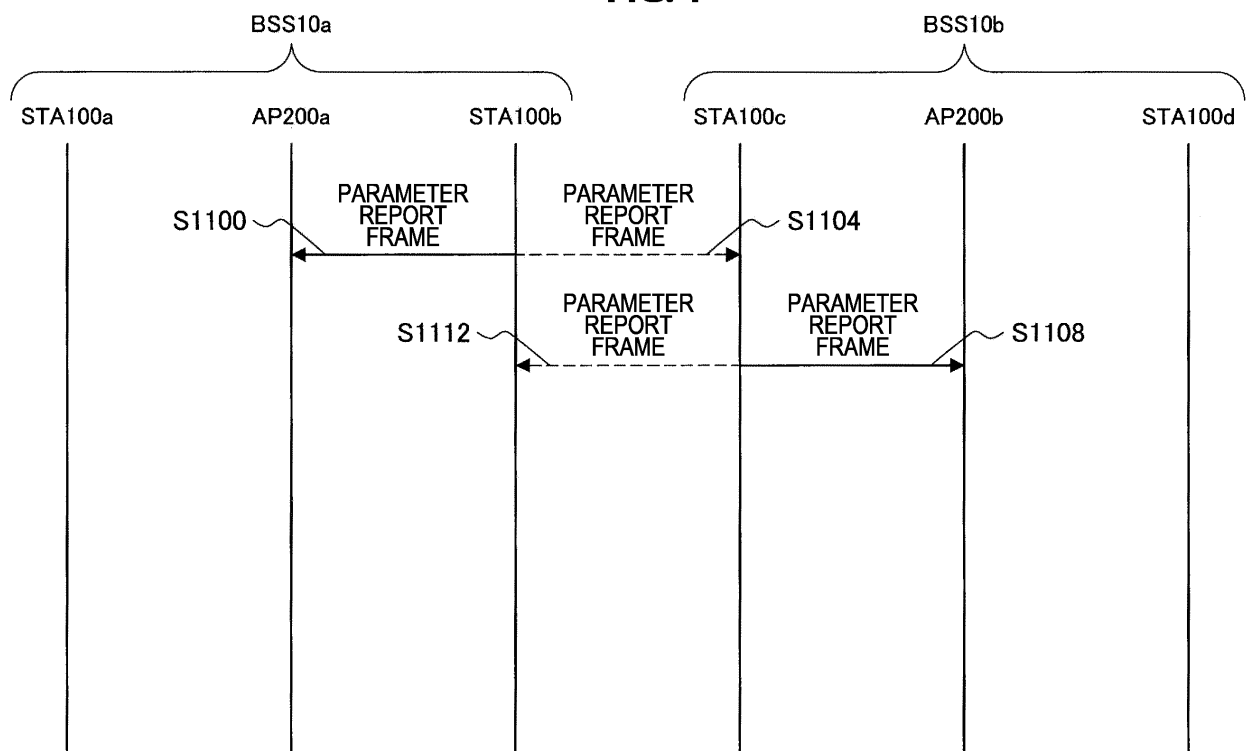 BSS10a
BSS10b
STA100a
AP200a
STA100b
STA100c
AP200b
STA100d
PARAMETER
REPORT
FRAME
PARAMETER
REPORT
FRAME
S1100
S1104
PARAMETER
REPORT
FRAME
PARAMETER
REPORT
FRAME
S1112
S1108